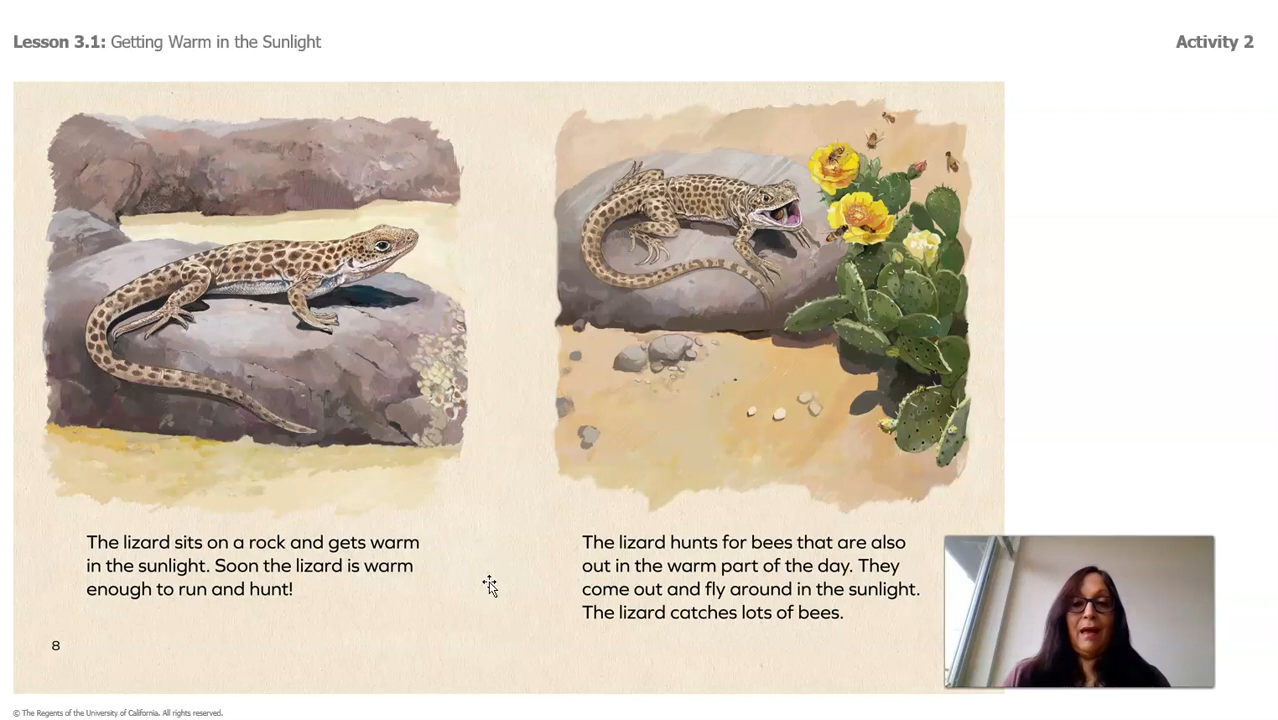 Lesson 3.1: Getting Warm in the Sunlight
Activity 2
The lizard sits on a rock and gets warm
in the sunlight. Soon the lizard is warm
enough to run and hunt!
The lizard hunts for bees that are also
out in the warm part of the day. They
come out and fly around in the sunlight.
The lizard catches lots of bees.
8
© The Regents of the University of California. All rights reserved.